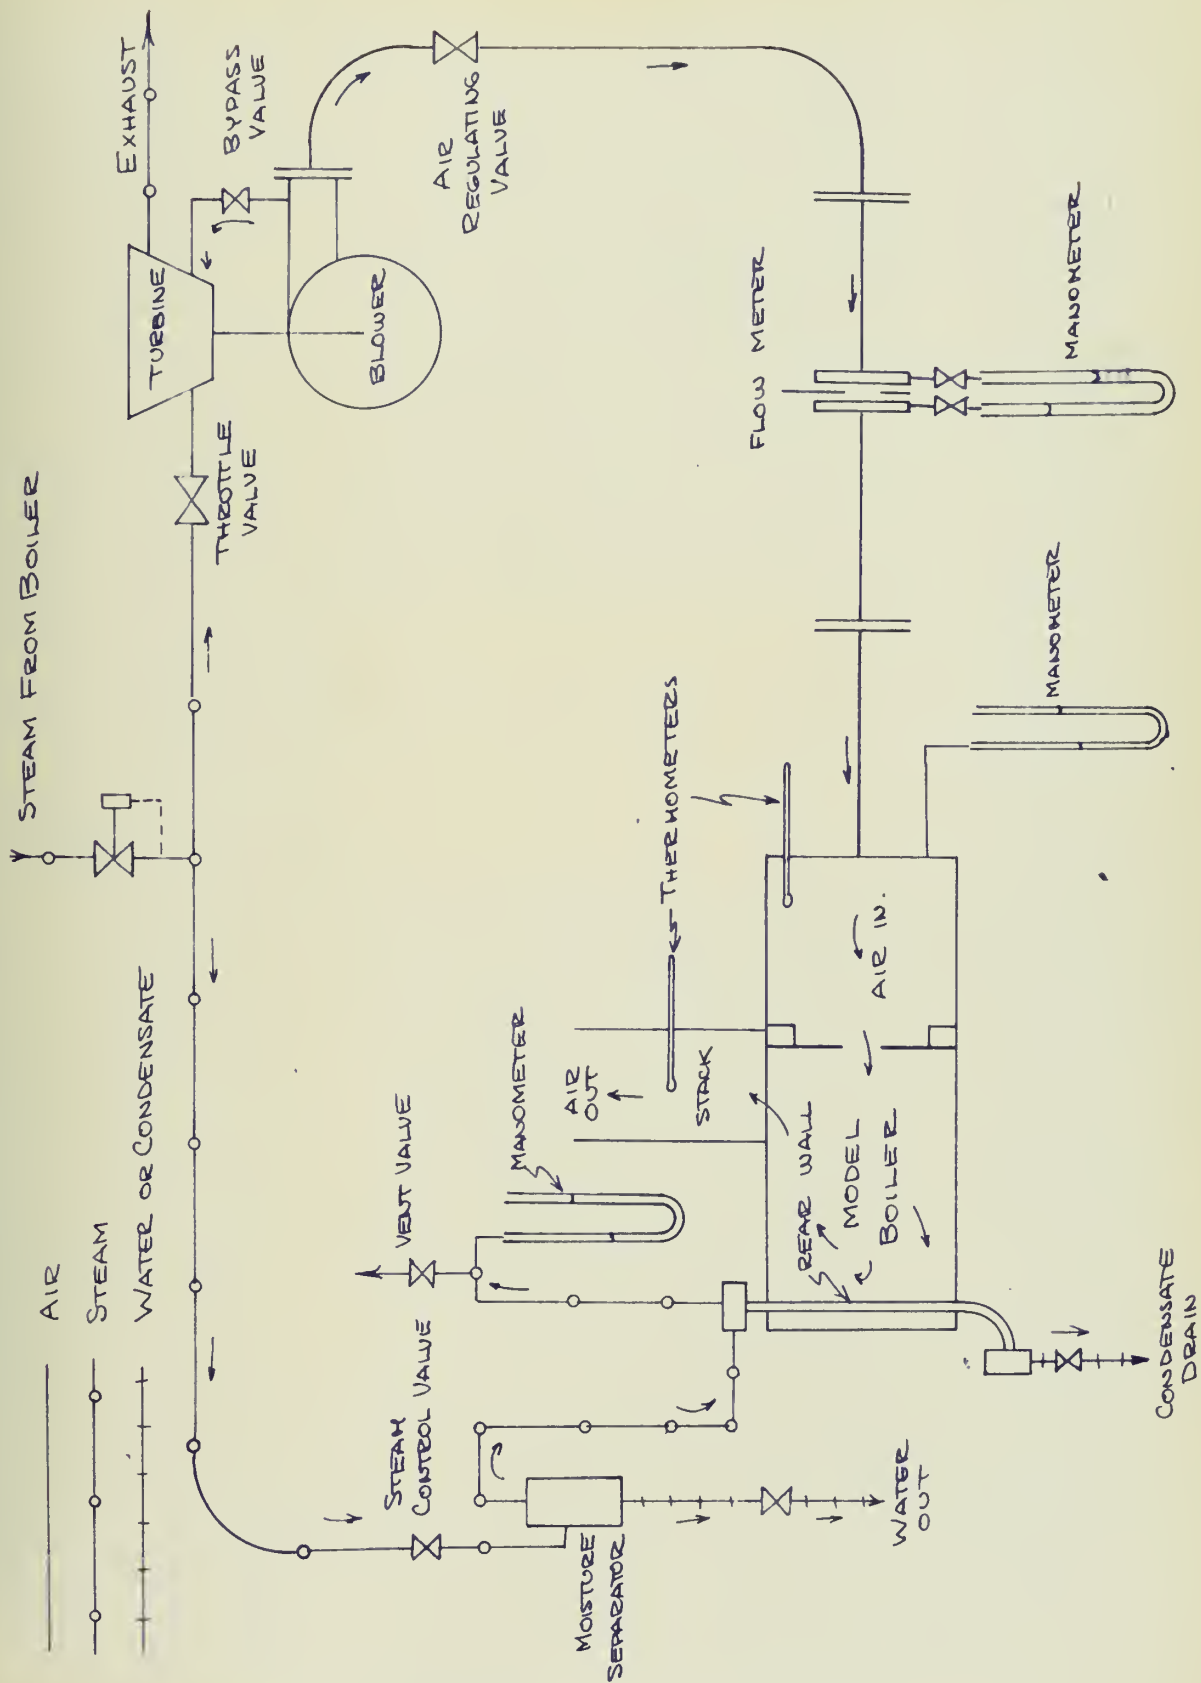 AIR
STEAM
WATER OR CONDENSATE
STEAM FROM BOILER
EXHAUST
TURBINE
THROTTLE
VALVE
BYPASS
VALVE
BLOWER
AIR
REGULATING
VALVE
STEAM
CONTROL VALVE
VENT VALVE
MANOMETER
MOISTURE
SEPARATOR
AIR
OUT
STACK
THERMOMETERS
FLOW METER
REAR WALL
MODEL
BOILER
AIR IN.
WATER
OUT
MANOMETER
MANOMETER
CONDENSATE
DRAIN